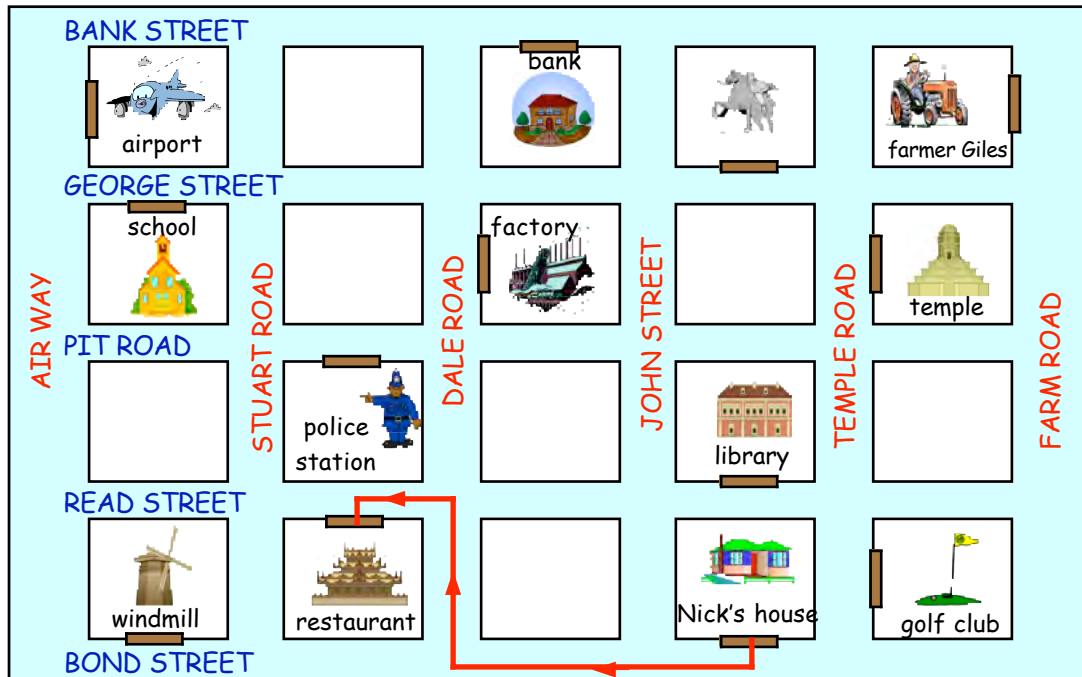 BANK STREET
bank
airport
farmer Giles
GEORGE STREET
school
factory
temple
AIR WAY
STUART ROAD
DALE ROAD
JOHN STREET
TEMPLE ROAD
FARM ROAD
PIT ROAD
police
station
library
READ STREET
windmill
restaurant
Nick's house
golf club
BOND STREET